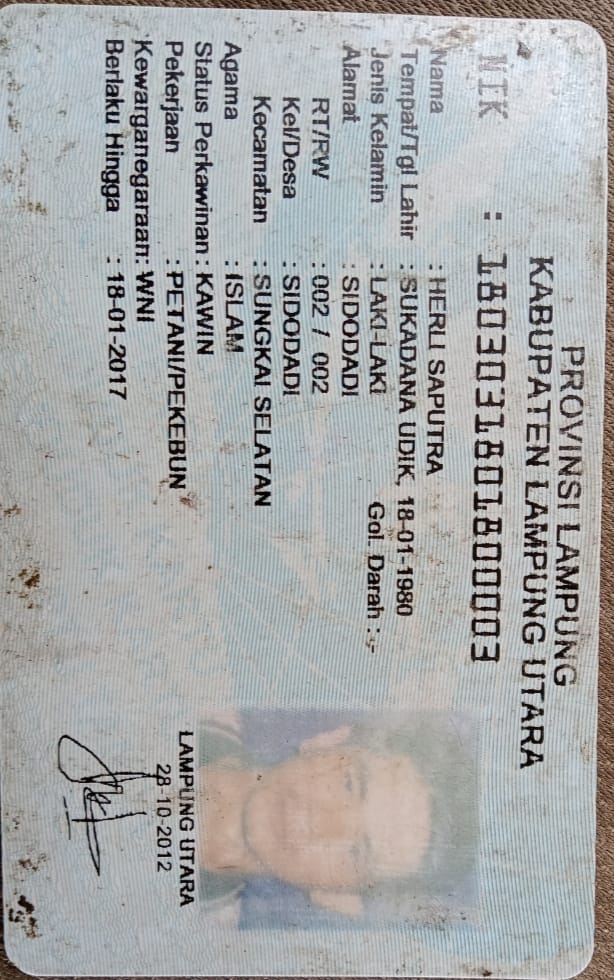 PROVINSI LAMPUNG
KABUPATEN LAMPUNG UTARA
NIK : 1803031801800003
Nama : HERLI SAPUTRA
Tempat/Tgl Lahir : SUKADANA UDIK, 18-01-1980
Jenis Kelamin : LAKI-LAKI Gol. Darah : -
Alamat : SIDODADI
RT/RW : 002 / 002
Kel/Desa : SIDODADI
Kecamatan : SUNGKAI SELATAN
Agama : ISLAM
Status Perkawinan : KAWIN
Pekerjaan : PETANI/PEKEBUN
Kewarganegaraan: WNI
Berlaku Hingga : 18-01-2017
LAMPUNG UTARA
28-10-2012